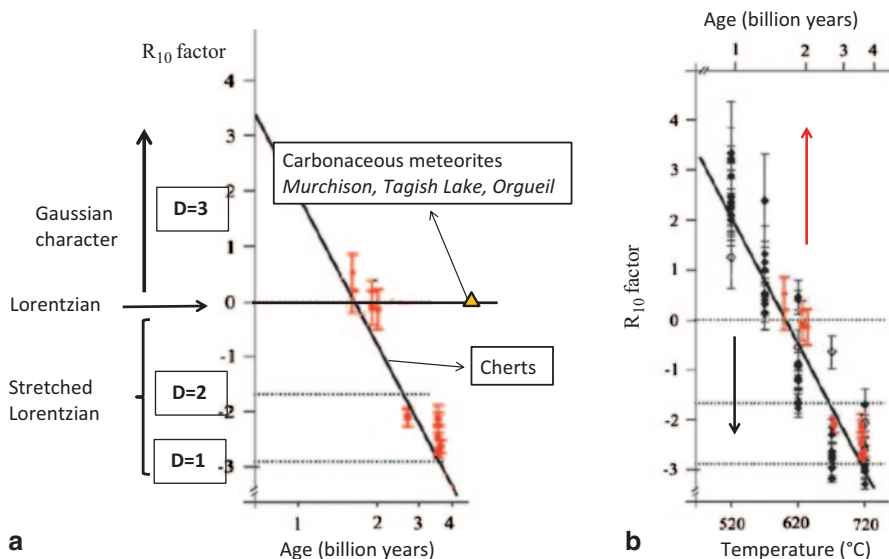 R10 factor
4
3
2
1
0
-1
-2
-3
Gaussian
character
Lorentzian
Stretched
Lorentzian
D=3
D=2
D=1
Carbonaceous meteorites
Murchison, Tagish Lake, Orgueil
Cherts
1 2 3 4
Age (billion years)
a
Age (billion years)
1 2 3 4
R10 factor
4
3
2
1
0
-1
-2
-3
520 620 720
Temperature (°C)
b